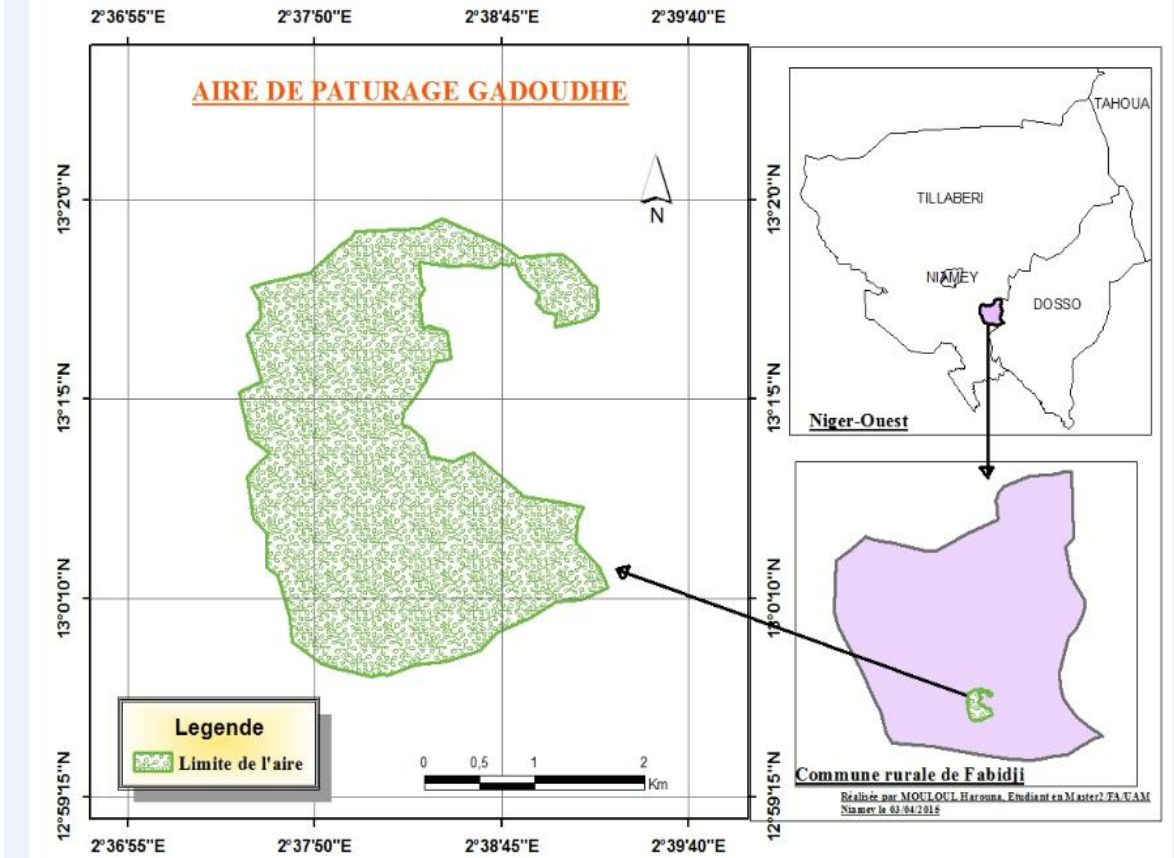 2°36'55"E 2°37'50"E 2°38'45"E 2°39'40"E
AIRE DE PATURAGE GADOUDHE
N
13°2'0"N
13°1'5"N
13°0'10"N
12°59'15"N
13°2'0"N
13°1'5"N
13°0'10"N
12°59'15"N
Legende
Limite de l'aire
0 0,5 1 2
Km
2°36'55"E 2°37'50"E 2°38'45"E 2°39'40"E
TAHOUA
TILLABERI
NIAMEY
DOSSO
Niger-Ouest
Commune rurale de Fabidji
Réalisée par MOULOUL Harouna, Etudiant en Master2/FA/UAM
Niamey le 03/04/2016